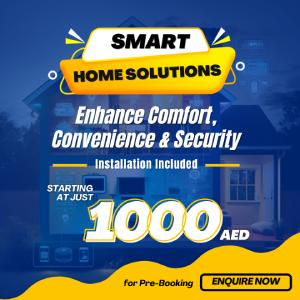 SMART
HOME SOLUTIONS
Enhance Comfort,
Convenience & Security
Installation Included
STARTING
AT JUST
1000 AED
for Pre-Booking
ENQUIRE NOW